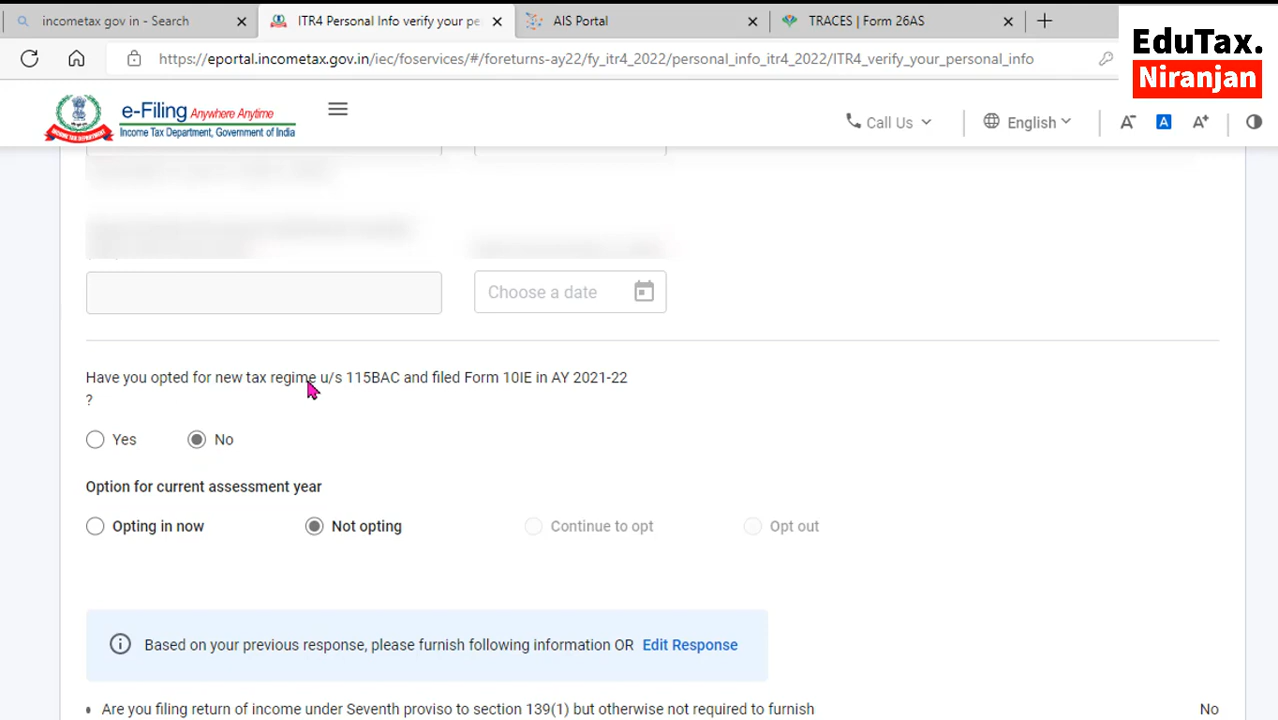 incometax gov in - Search
ITR4 Personal Info verify your pe
AIS Portal
TRACES | Form 26AS
EduTax.
Niranjan
https://eportal.incometax.gov.in/iec/foservices/#/foreturns-ay22/fy_itr4_2022/personal_info_itr4_2022/ITR4_verify_your_personal_info
e-Filing Anywhere Anytime
Income Tax Department, Government of India
Call Us
English
A-
A
A+
Choose a date
Have you opted for new tax regime u/s 115BAC and filed Form 10IE in AY 2021-22
?
Yes
No
Option for current assessment year
Opting in now
Not opting
Continue to opt
Opt out
Based on your previous response, please furnish following information OR Edit Response
Are you filing return of income under Seventh proviso to section 139(1) but otherwise not required to furnish
No